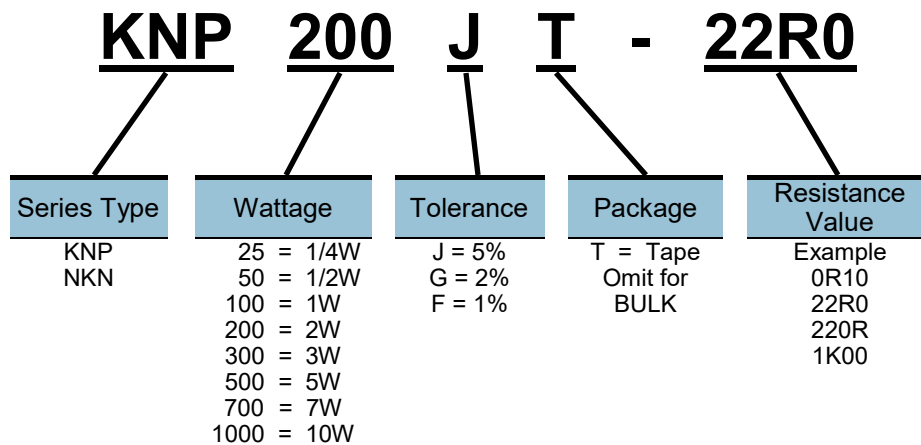 KNP 200 J T - 22R0
Series Type
KNP
NKN
Wattage
25 = 1/4W
50 = 1/2W
100 = 1W
200 = 2W
300 = 3W
500 = 5W
700 = 7W
1000 = 10W
Tolerance
J = 5%
G = 2%
F = 1%
Package
T = Tape
Omit for
BULK
Resistance
Value
Example
0R10
22R0
220R
1K00